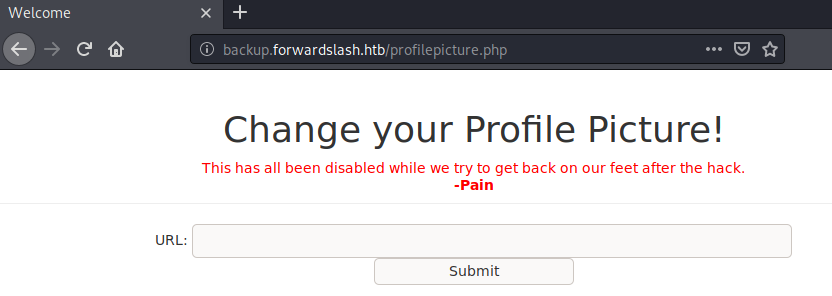 Welcome
backup.forwardslash.htb/profilepicture.php
Change your Profile Picture!
This has all been disabled while we try to get back on our feet after the hack.
-Pain
URL:
Submit